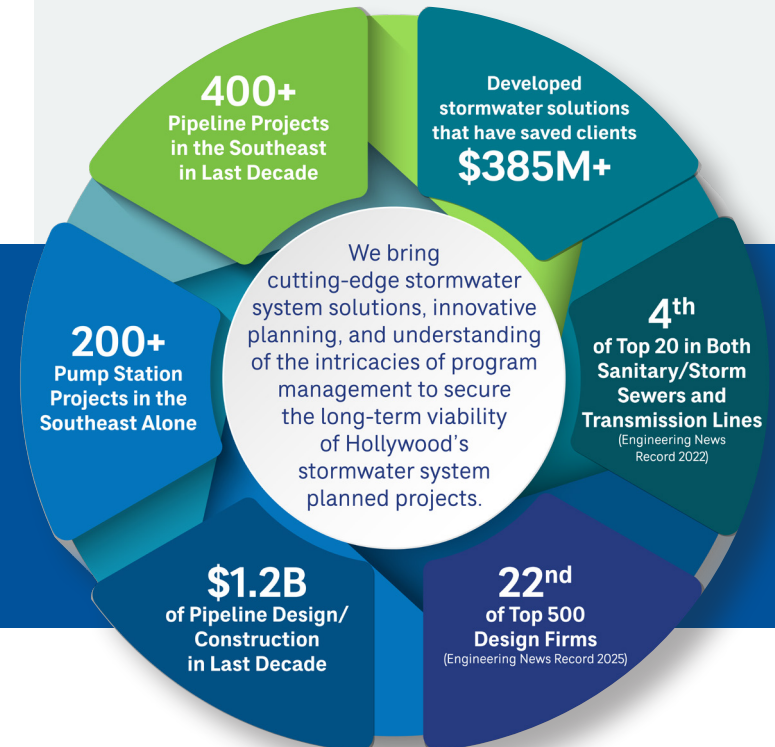 400+
Pipeline Projects
in the Southeast
in Last Decade
Developed
stormwater solutions
that have saved clients
$385M+
4th
of Top 20 in Both
Sanitary/Storm
Sewers and
Transmission Lines
(Engineering News
Record 2022)
22nd
of Top 500
Design Firms
(Engineering News Record 2025)
$1.2B
of Pipeline Design/
Construction
in Last Decade
200+
Pump Station
Projects in the
Southeast Alone
We bring
cutting-edge stormwater
system solutions, innovative
planning, and understanding
of the intricacies of program
management to secure
the long-term viability
of Hollywood's
stormwater system
planned projects.